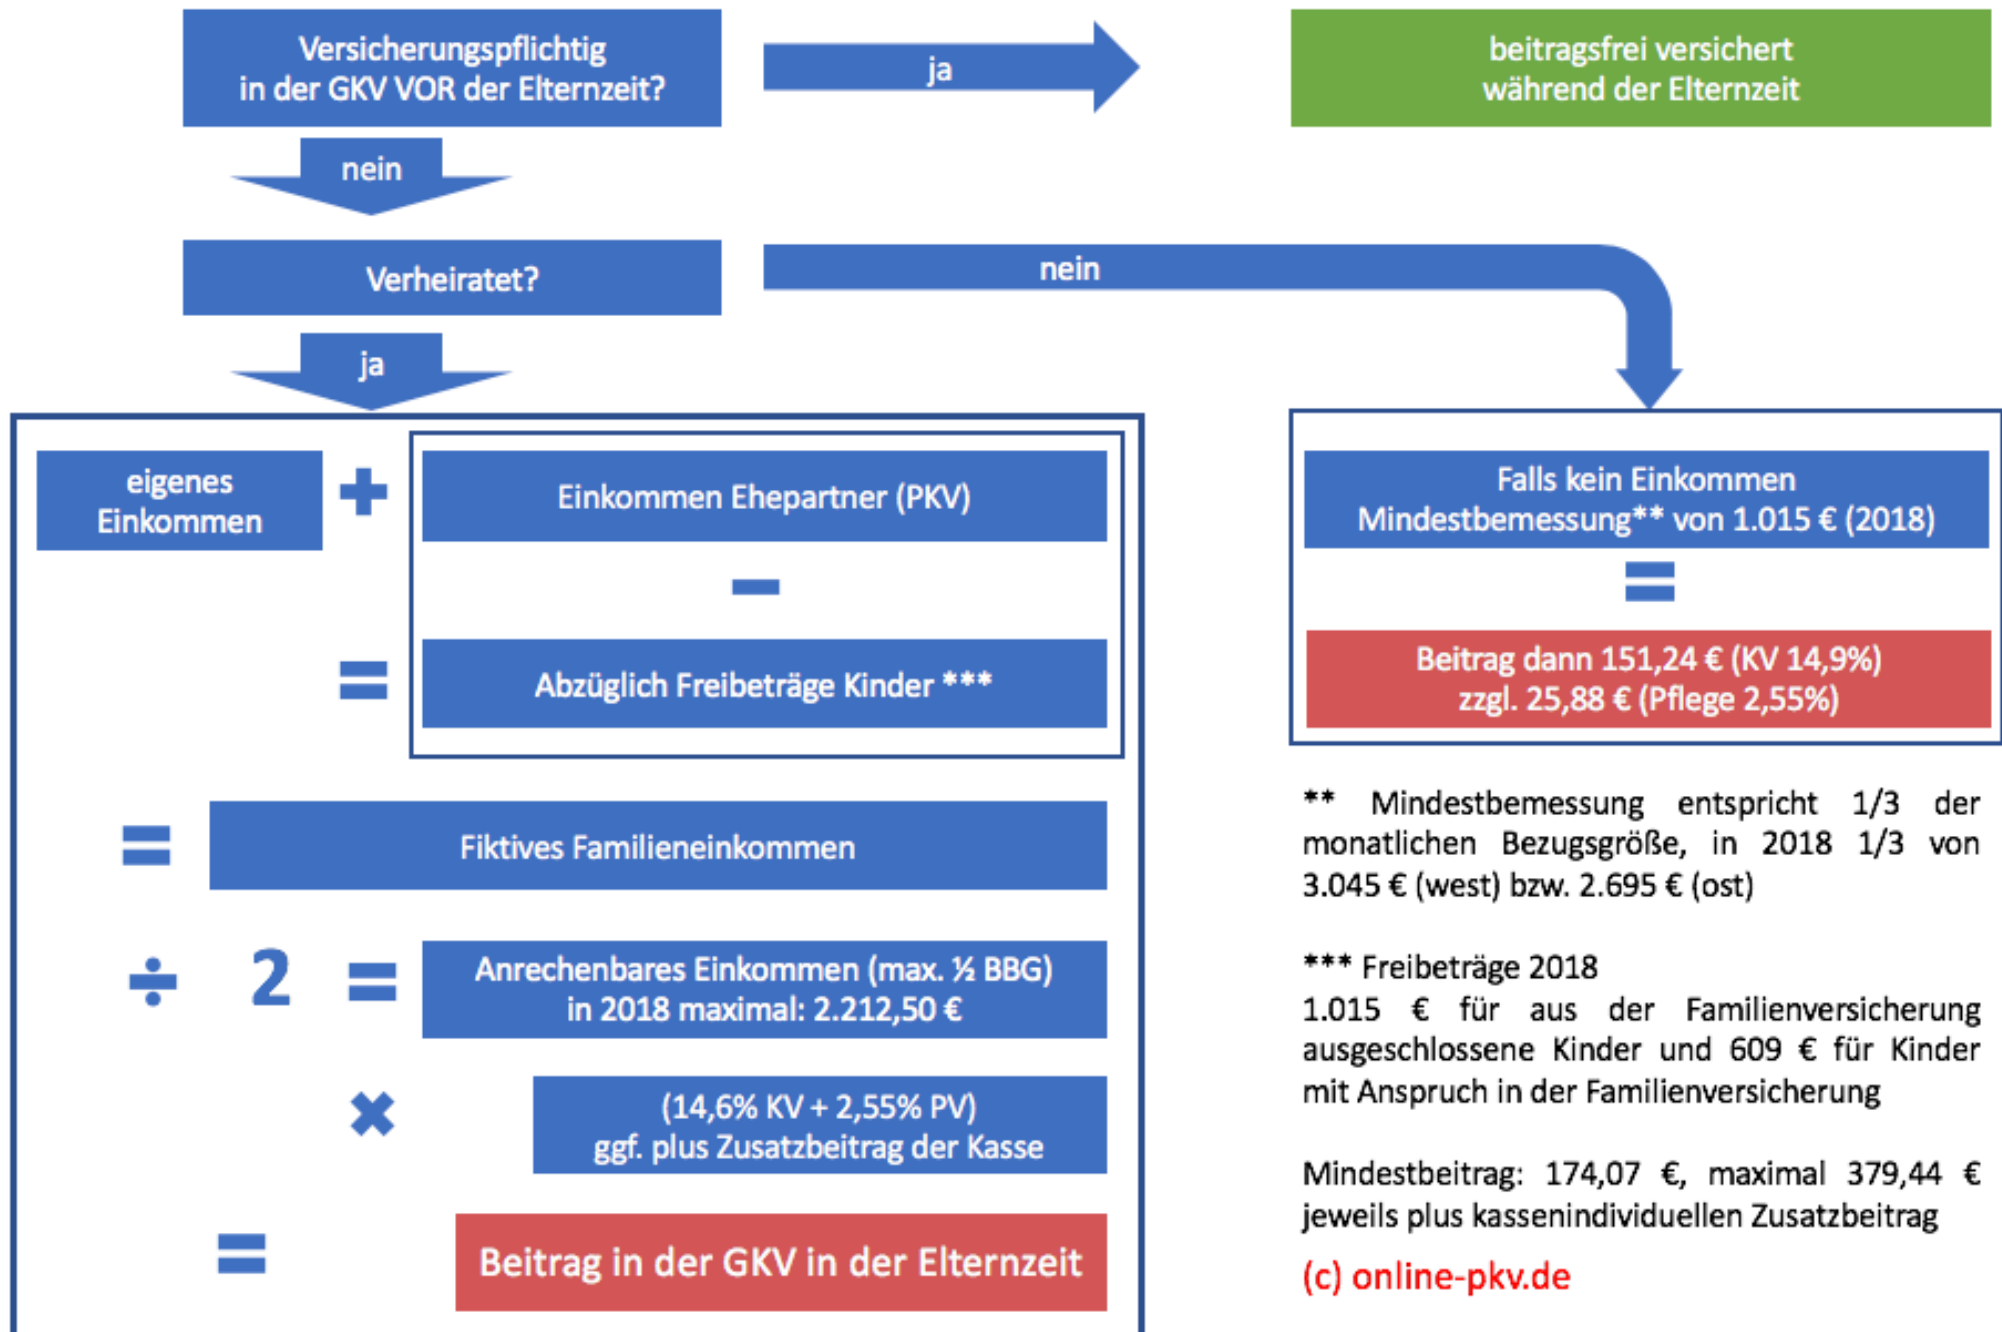 Versicherungspflichtig
in der GKV VOR der Elternzeit?
ja
beitragsfrei versichert
während der Elternzeit
nein
Verheiratet?
nein
ja
eigenes
Einkommen
+
Einkommen Ehepartner (PKV)
−
=
Abzüglich Freibeträge Kinder ***
=
Fiktives Familieneinkommen
÷ 2 =
Anrechenbares Einkommen (max. ½ BBG)
in 2018 maximal: 2.212,50 €
×
(14,6% KV + 2,55% PV)
ggf. plus Zusatzbeitrag der Kasse
=
Beitrag in der GKV in der Elternzeit
Falls kein Einkommen
Mindestbemessung** von 1.015 € (2018)
=
Beitrag dann 151,24 € (KV 14,9%)
zzgl. 25,88 € (Pflege 2,55%)
** Mindestbemessung entspricht 1/3 der
monatlichen Bezugsgröße, in 2018 1/3 von
3.045 € (west) bzw. 2.695 € (ost)
*** Freibeträge 2018
1.015 € für aus der Familienversicherung
ausgeschlossene Kinder und 609 € für Kinder
mit Anspruch in der Familienversicherung
Mindestbeitrag: 174,07 €, maximal 379,44 €
jeweils plus kassenindividuellen Zusatzbeitrag
(c) online-pkv.de